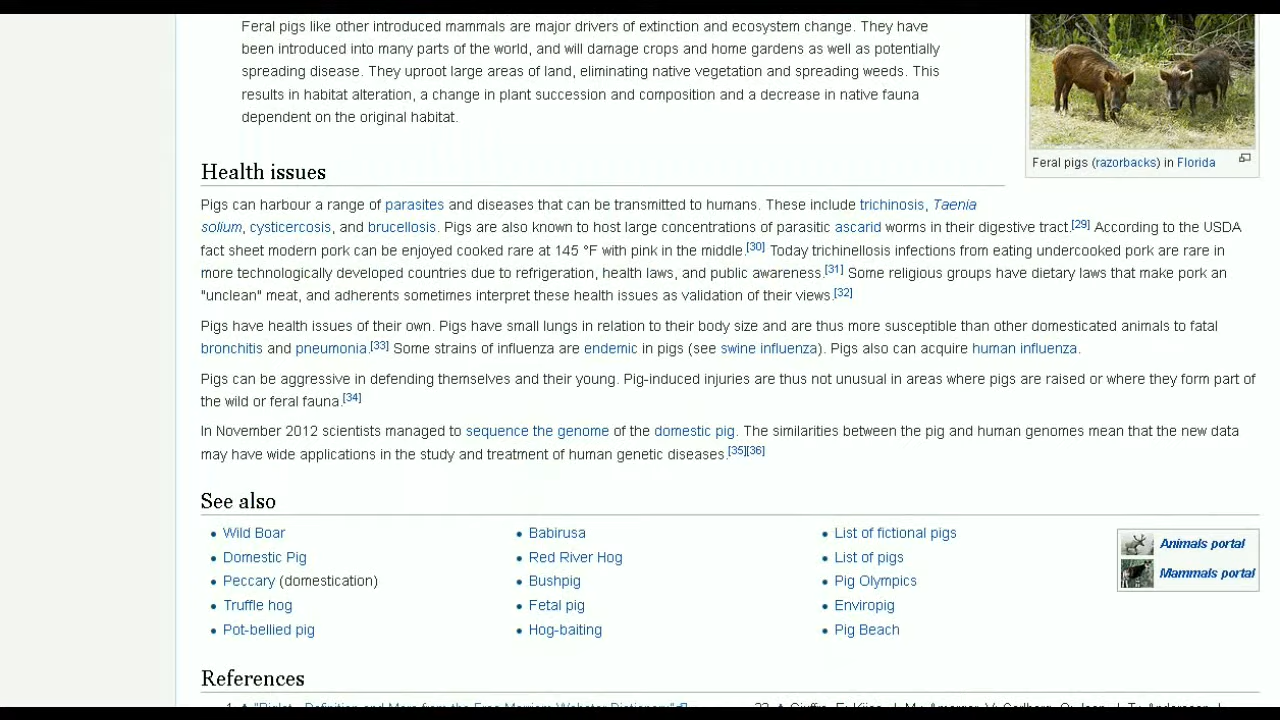 Feral pigs like other introduced mammals are major drivers of extinction and ecosystem change. They have
been introduced into many parts of the world, and will damage crops and home gardens as well as potentially
spreading disease. They uproot large areas of land, eliminating native vegetation and spreading weeds. This
results in habitat alteration, a change in plant succession and composition and a decrease in native fauna
dependent on the original habitat.
Feral pigs (razorbacks) in Florida
Health issues
Pigs can harbour a range of parasites and diseases that can be transmitted to humans. These include trichinosis, Taenia
solium, cysticercosis, and brucellosis. Pigs are also known to host large concentrations of parasitic ascarid worms in their digestive tract.[29] According to the USDA
fact sheet modern pork can be enjoyed cooked rare at 145 °F with pink in the middle.[30] Today trichinellosis infections from eating undercooked pork are rare in
more technologically developed countries due to refrigeration, health laws, and public awareness.[31] Some religious groups have dietary laws that make pork an
"unclean" meat, and adherents sometimes interpret these health issues as validation of their views.[32]
Pigs have health issues of their own. Pigs have small lungs in relation to their body size and are thus more susceptible than other domesticated animals to fatal
bronchitis and pneumonia.[33] Some strains of influenza are endemic in pigs (see swine influenza). Pigs also can acquire human influenza.
Pigs can be aggressive in defending themselves and their young. Pig-induced injuries are thus not unusual in areas where pigs are raised or where they form part of
the wild or feral fauna.[34]
In November 2012 scientists managed to sequence the genome of the domestic pig. The similarities between the pig and human genomes mean that the new data
may have wide applications in the study and treatment of human genetic diseases.[35][36]
See also
• Wild Boar
• Domestic Pig
• Peccary (domestication)
• Truffle hog
• Pot-bellied pig
• Babirusa
• Red River Hog
• Bushpig
• Fetal pig
• Hog-baiting
• List of fictional pigs
• List of pigs
• Pig Olympics
• Enviropig
• Pig Beach
Animals portal
Mammals portal
References